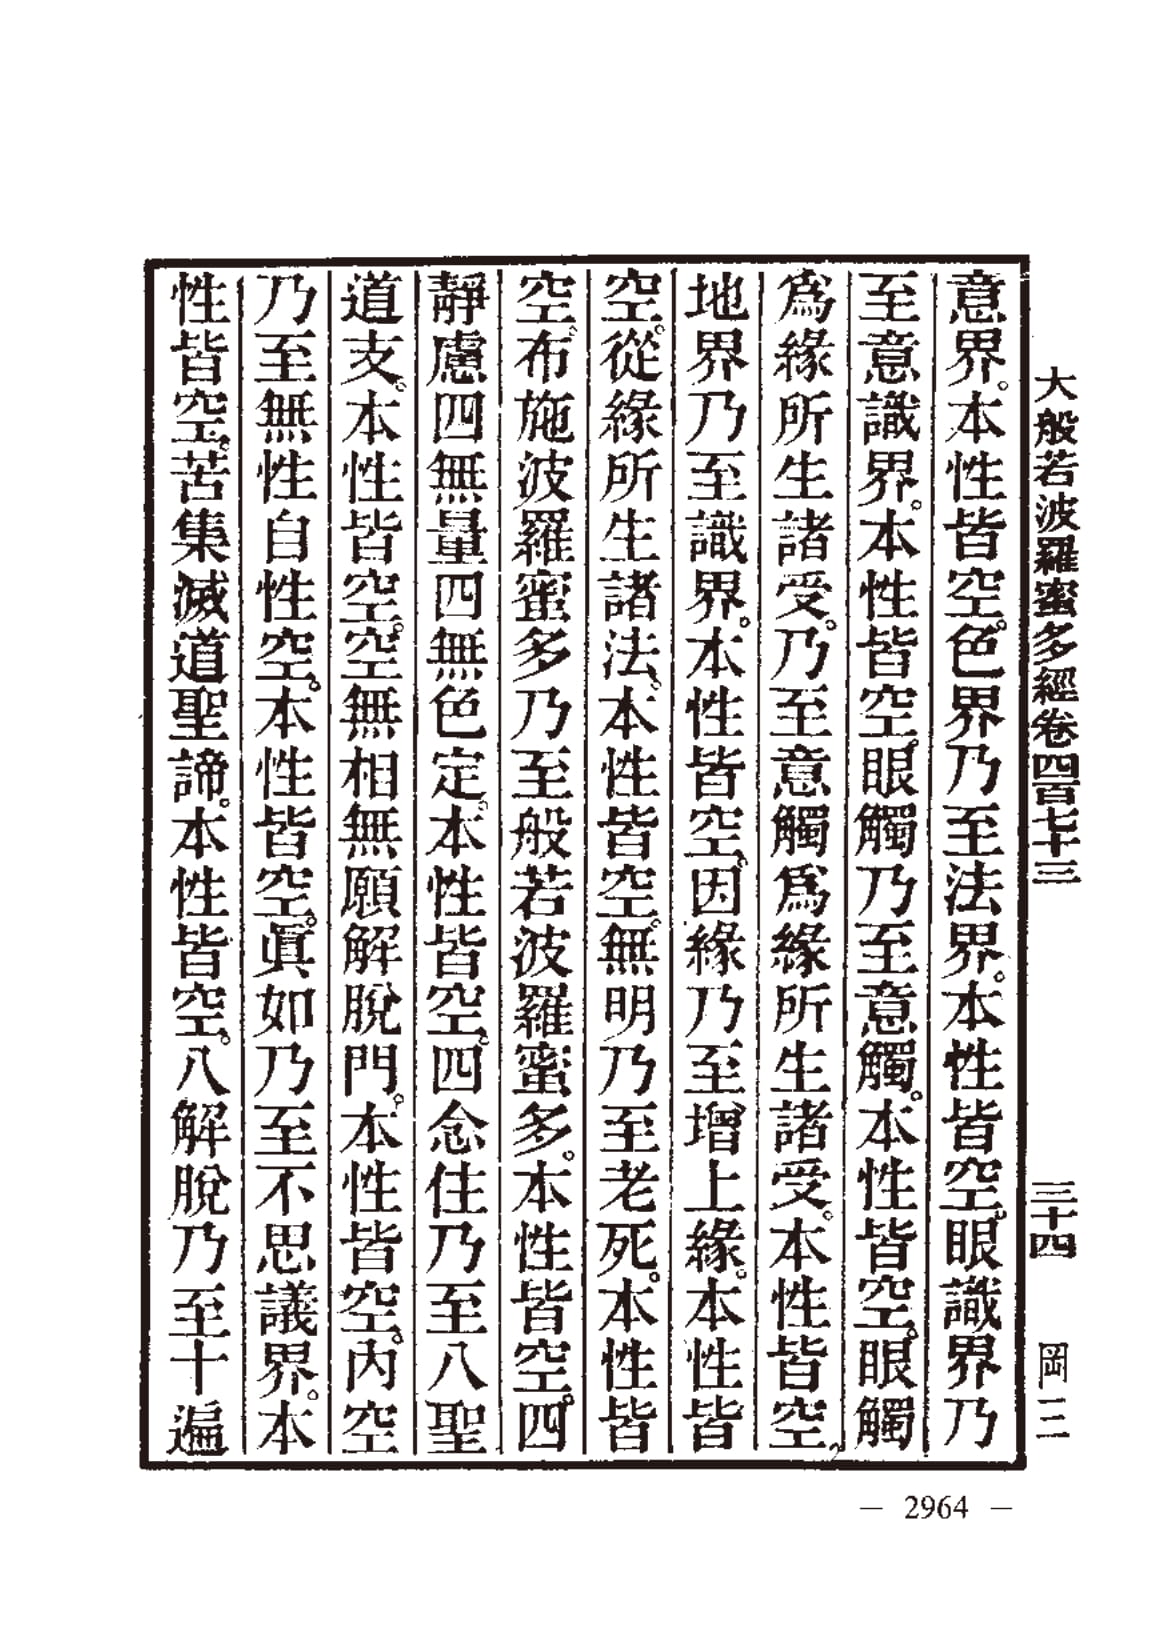 大般若波羅蜜多經卷四百七十三　三十四　岡三
意界。本性皆空。色界乃至法界。本性皆空。眼識界乃
至意識界。本性皆空。眼觸乃至意觸。本性皆空。眼觸
爲緣所生諸受。乃至意觸爲緣所生諸受。本性皆空。
地界乃至識界。本性皆空。因緣乃至增上緣。本性皆
空。從緣所生諸法。本性皆空。無明乃至老死。本性皆
空。布施波羅蜜多乃至般若波羅蜜多。本性皆空。四
靜慮四無量四無色定。本性皆空。四念住乃至八聖
道支。本性皆空。空無相無願解脫門。本性皆空。內空
乃至無性自性空。本性皆空。眞如乃至不思議界。本
性皆空。苦集滅道聖諦。本性皆空。八解脫乃至十遍
— 2964 —